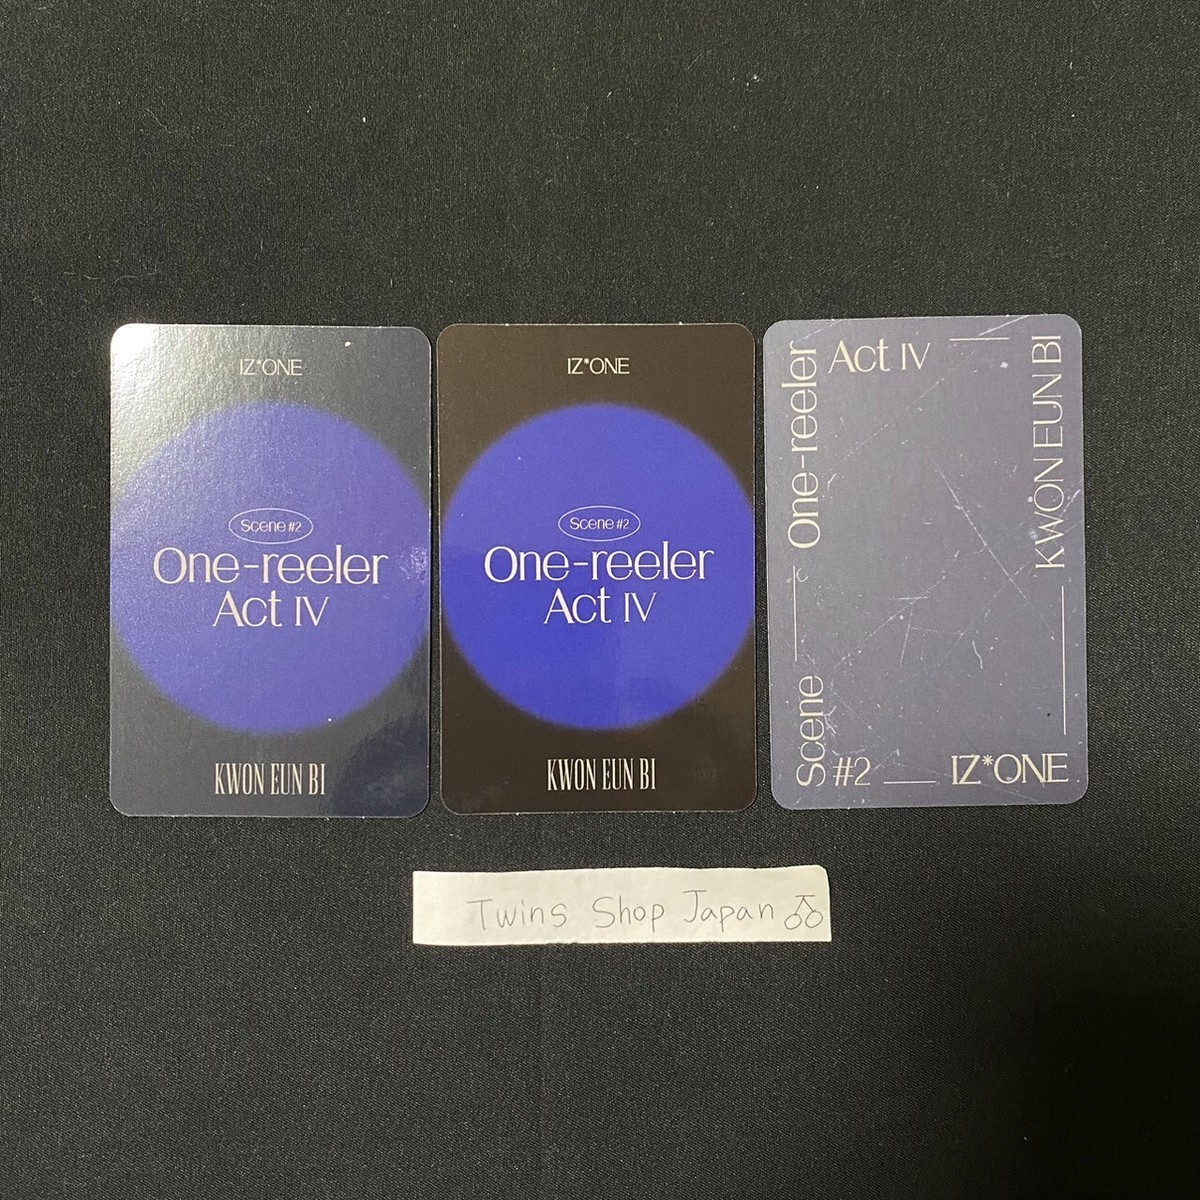 IZ*ONE
Scene #2
One-reeler
Act IV
KWON EUN BI
IZ*ONE
Scene #2
One-reeler
Act IV
KWON EUN BI
Scene
One-reeler
Act IV
KWON EUN BI
#2
IZ*ONE
Twins Shop Japan